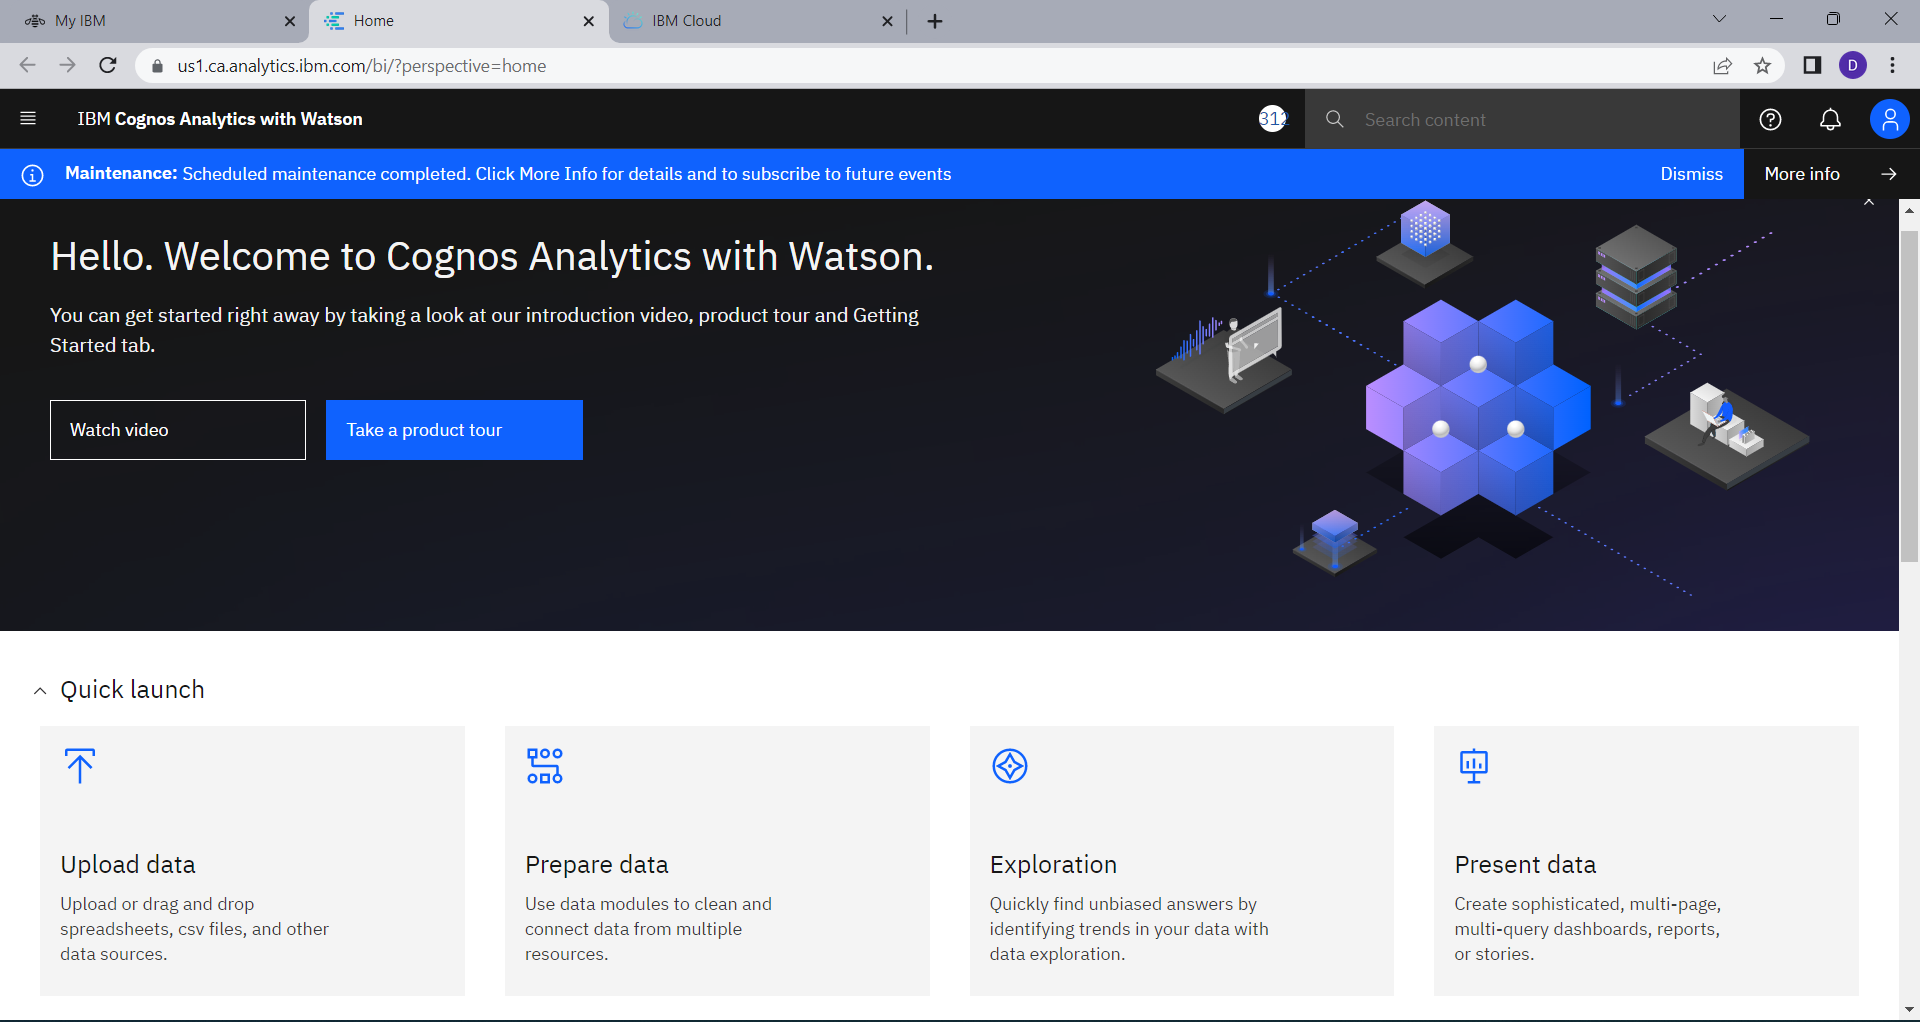 My IBM
Home
IBM Cloud
us1.ca.analytics.ibm.com/bi/?perspective=home
D
IBM Cognos Analytics with Watson
312
Search content
Maintenance: Scheduled maintenance completed. Click More Info for details and to subscribe to future events
Dismiss
More info
Hello. Welcome to Cognos Analytics with Watson.
You can get started right away by taking a look at our introduction video, product tour and Getting
Started tab.
Watch video
Take a product tour
Quick launch
Upload data
Upload or drag and drop
spreadsheets, csv files, and other
data sources.
Prepare data
Use data modules to clean and
connect data from multiple
resources.
Exploration
Quickly find unbiased answers by
identifying trends in your data with
data exploration.
Present data
Create sophisticated, multi-page,
multi-query dashboards, reports,
or stories.